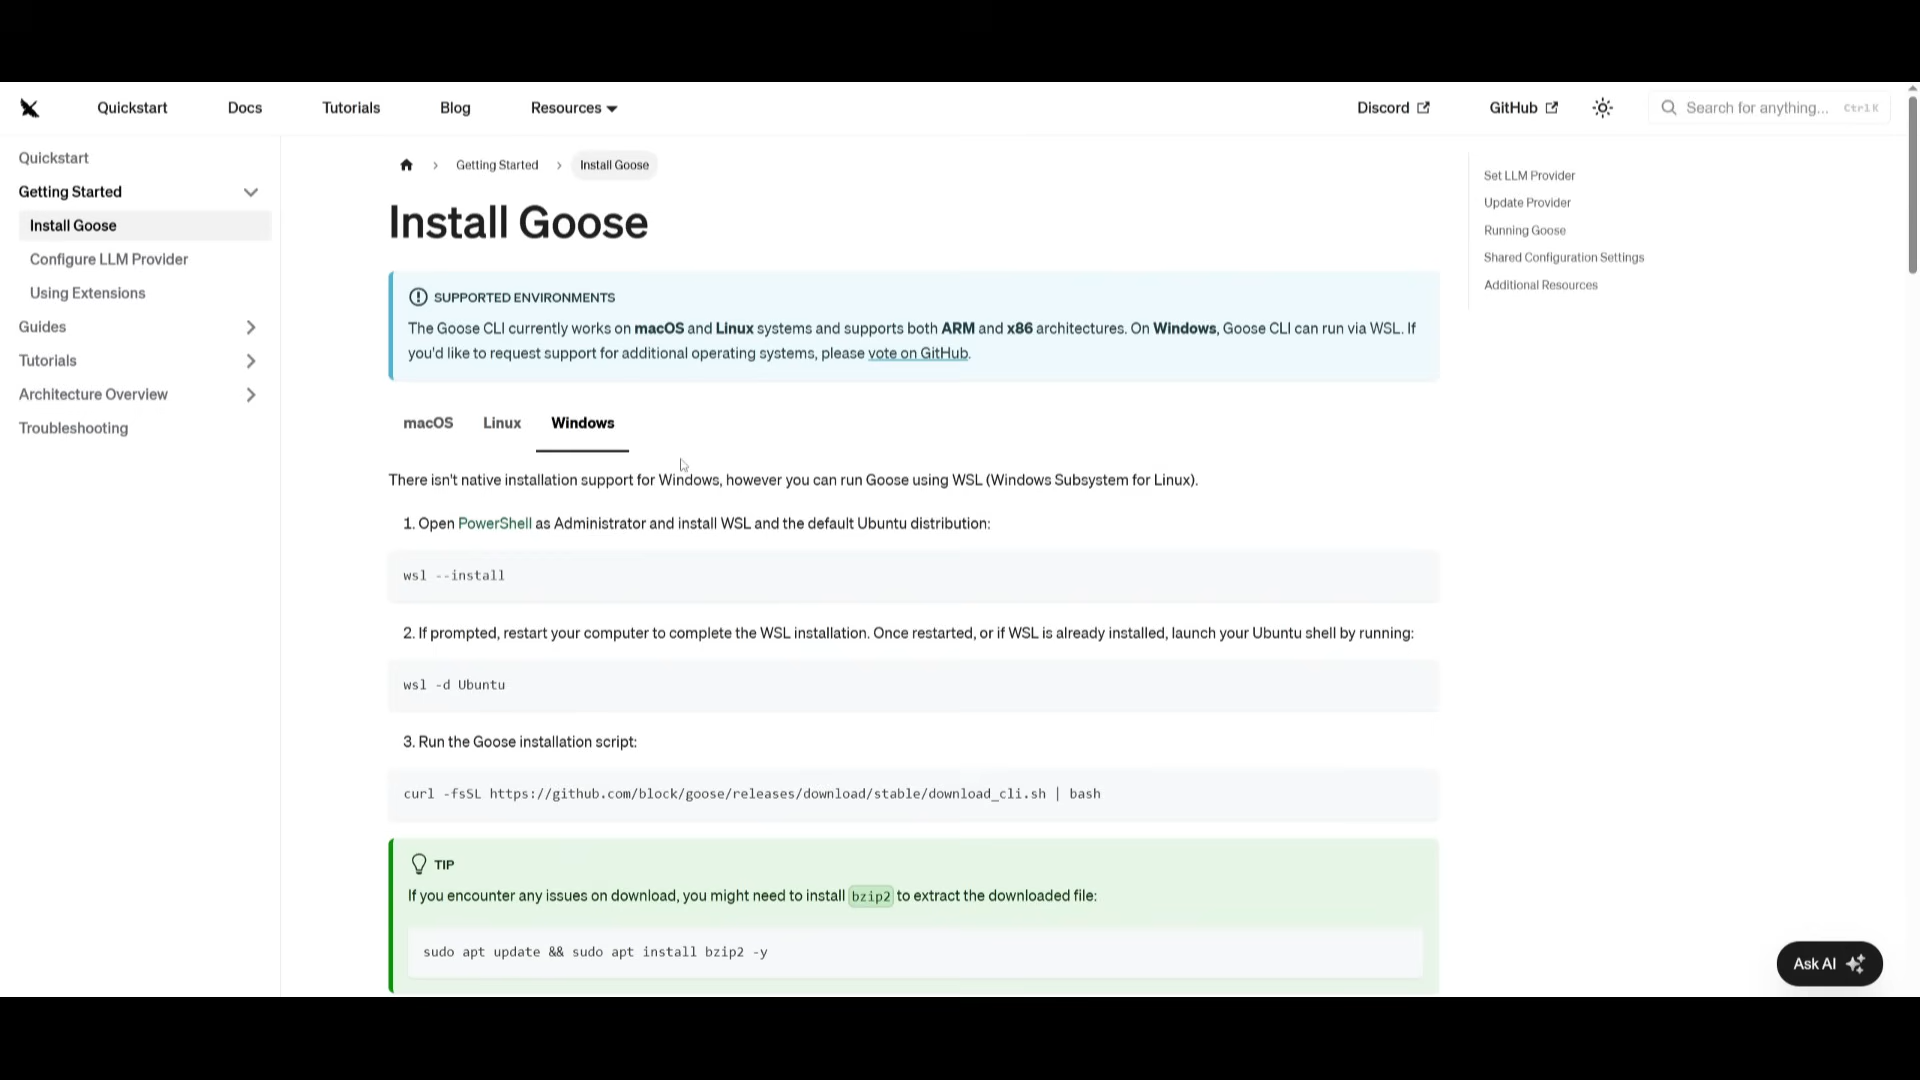 Quickstart Docs Tutorials Blog Resources Discord GitHub Search for anything... Ctrl K
Quickstart
Getting Started
Install Goose
Configure LLM Provider
Using Extensions
Guides
Tutorials
Architecture Overview
Troubleshooting
Getting Started > Install Goose
Install Goose
SUPPORTED ENVIRONMENTS
The Goose CLI currently works on macOS and Linux systems and supports both ARM and x86 architectures. On Windows, Goose CLI can run via WSL. If
you'd like to request support for additional operating systems, please vote on GitHub.
macOS Linux Windows
There isn't native installation support for Windows, however you can run Goose using WSL (Windows Subsystem for Linux).
1. Open PowerShell as Administrator and install WSL and the default Ubuntu distribution:
wsl --install
2. If prompted, restart your computer to complete the WSL installation. Once restarted, or if WSL is already installed, launch your Ubuntu shell by running:
wsl -d Ubuntu
3. Run the Goose installation script:
curl -fsSL https://github.com/block/goose/releases/download/stable/download_cli.sh | bash
TIP
If you encounter any issues on download, you might need to install bzip2 to extract the downloaded file:
sudo apt update && sudo apt install bzip2 -y
Set LLM Provider
Update Provider
Running Goose
Shared Configuration Settings
Additional Resources
Ask AI